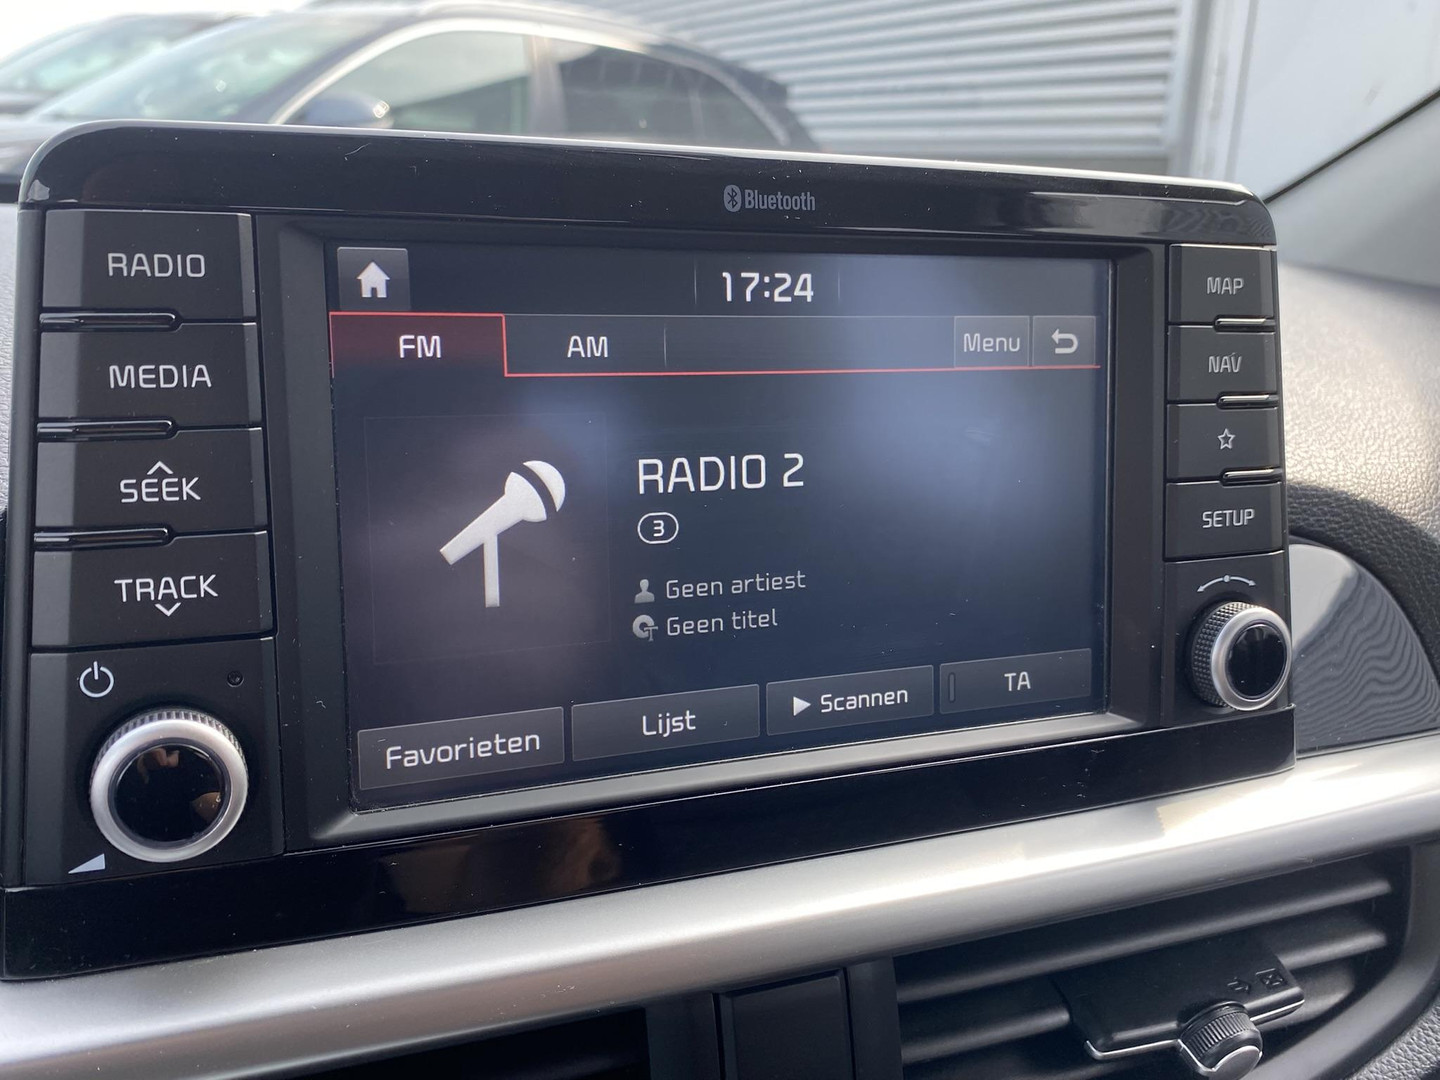 Bluetooth
RADIO
MEDIA
SEEK
TRACK
17:24
FM
AM
Menu
RADIO 2
3
Geen artiest
Geen titel
Favorieten
Lijst
Scannen
TA
MAP
NAV
SETUP